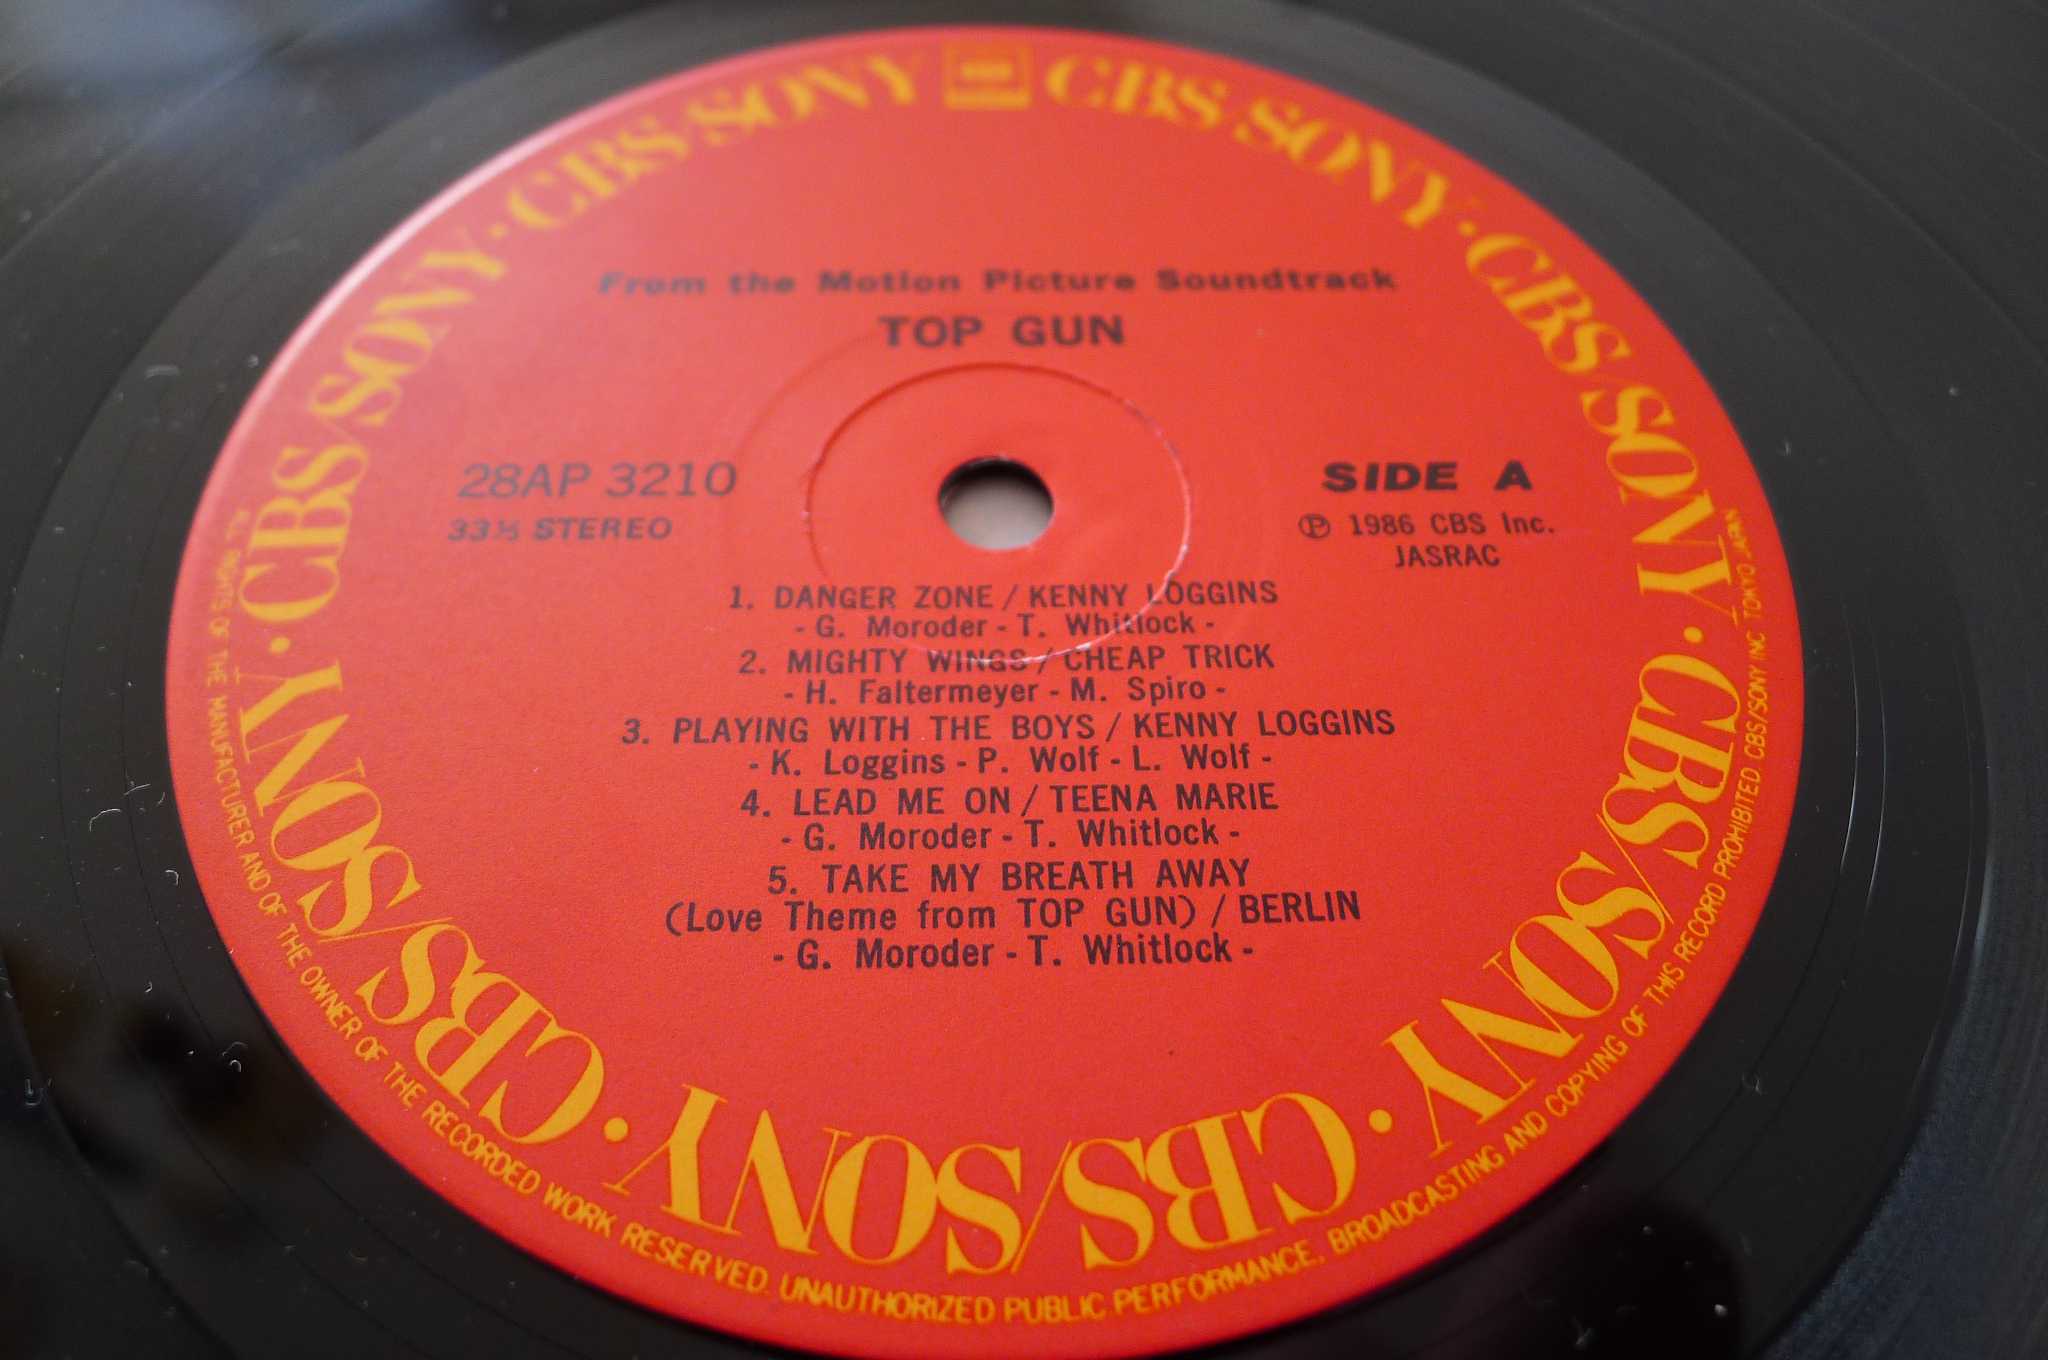 CBS/SONY · CBS/SONY · CBS/SONY · CBS/SONY · CBS/SONY · CBS/SONY · CBS/SONY · CBS/SONY
From the Motion Picture Soundtrack
TOP GUN
28AP 3210
33⅓ STEREO
SIDE A
Ⓟ 1986 CBS Inc.
JASRAC
1. DANGER ZONE / KENNY LOGGINS
- G. Moroder - T. Whitlock -
2. MIGHTY WINGS / CHEAP TRICK
- H. Faltermeyer - M. Spiro -
3. PLAYING WITH THE BOYS / KENNY LOGGINS
- K. Loggins - P. Wolf - L. Wolf -
4. LEAD ME ON / TEENA MARIE
- G. Moroder - T. Whitlock -
5. TAKE MY BREATH AWAY
(Love Theme from TOP GUN) / BERLIN
- G. Moroder - T. Whitlock -
ALL RIGHTS OF THE MANUFACTURER AND OF THE OWNER OF THE RECORDED WORK RESERVED. UNAUTHORIZED PUBLIC PERFORMANCE, BROADCASTING AND COPYING OF THIS RECORD PROHIBITED. CBS/SONY INC. TOKYO JAPAN